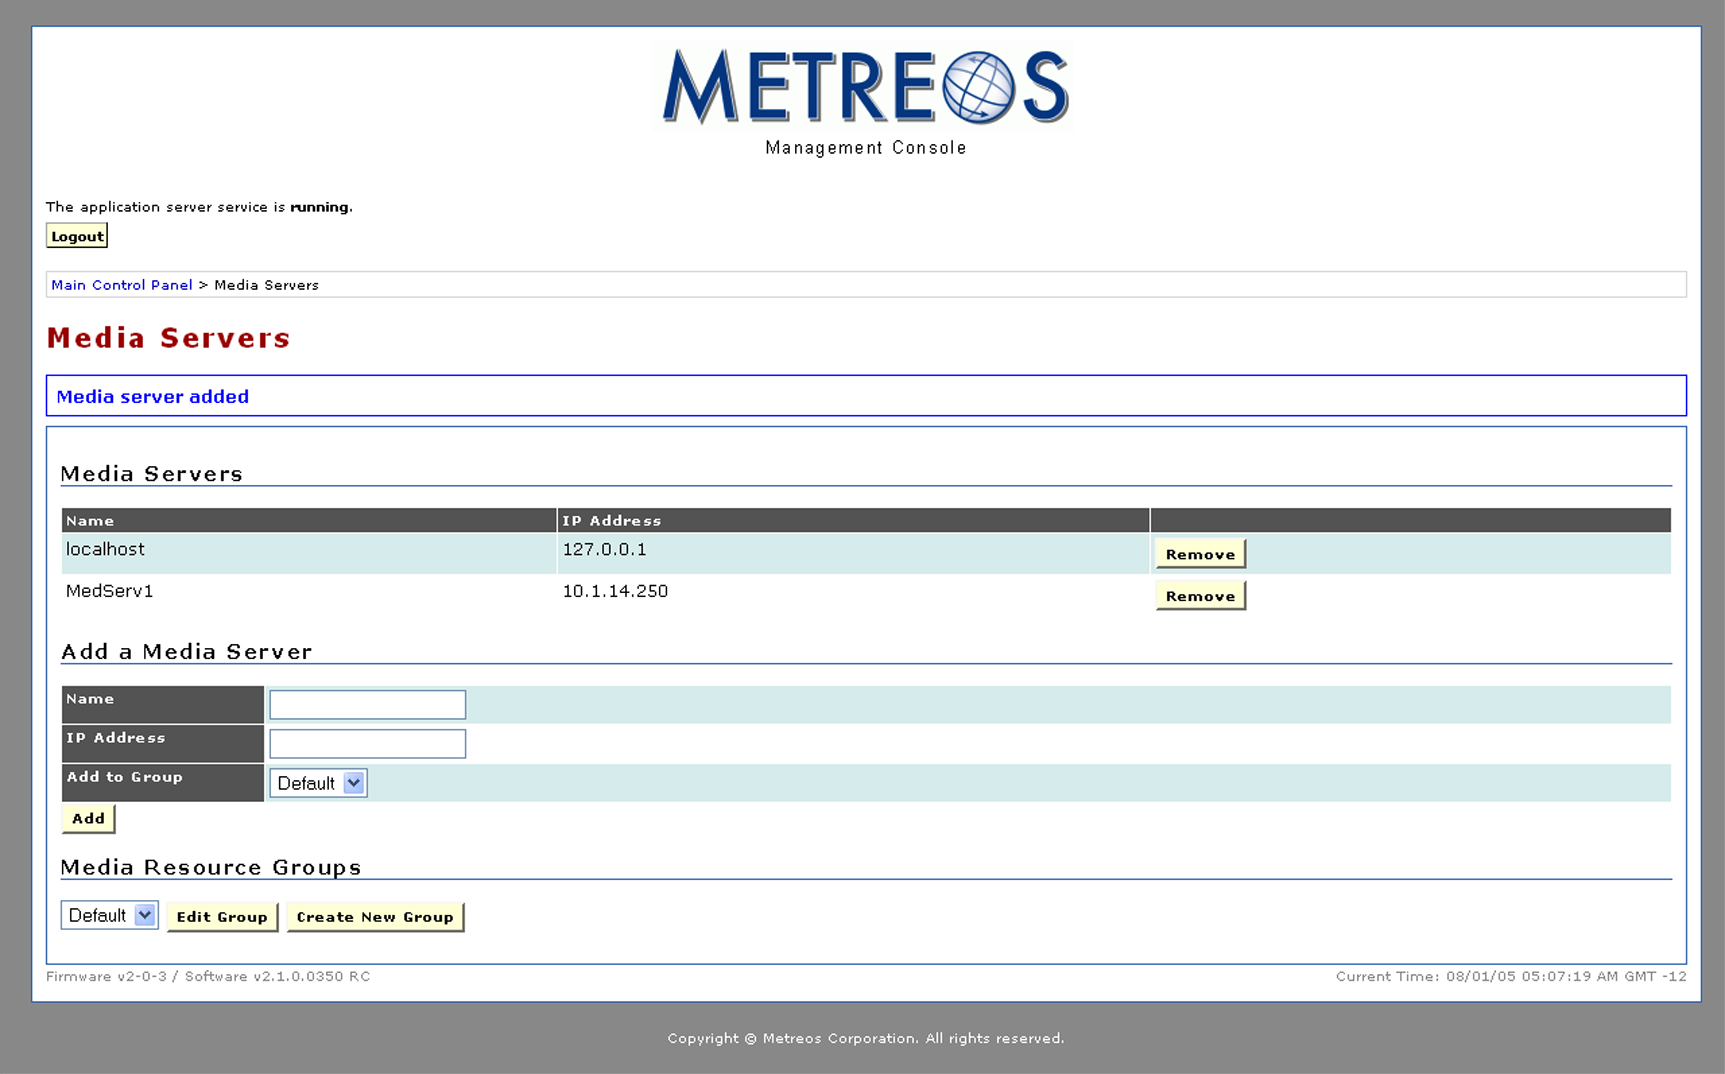 METREOS
Management Console
The application server service is running.
Logout
Main Control Panel > Media Servers
Media Servers
Media server added
Media Servers
Name IP Address
localhost 127.0.0.1 Remove
MedServ1 10.1.14.250 Remove
Add a Media Server
Name
IP Address
Add to Group Default
Add
Media Resource Groups
Default Edit Group Create New Group
Firmware v2-0-3 / Software v2.1.0.0350 RC Current Time: 08/01/05 05:07:19 AM GMT -12
Copyright © Metreos Corporation. All rights reserved.